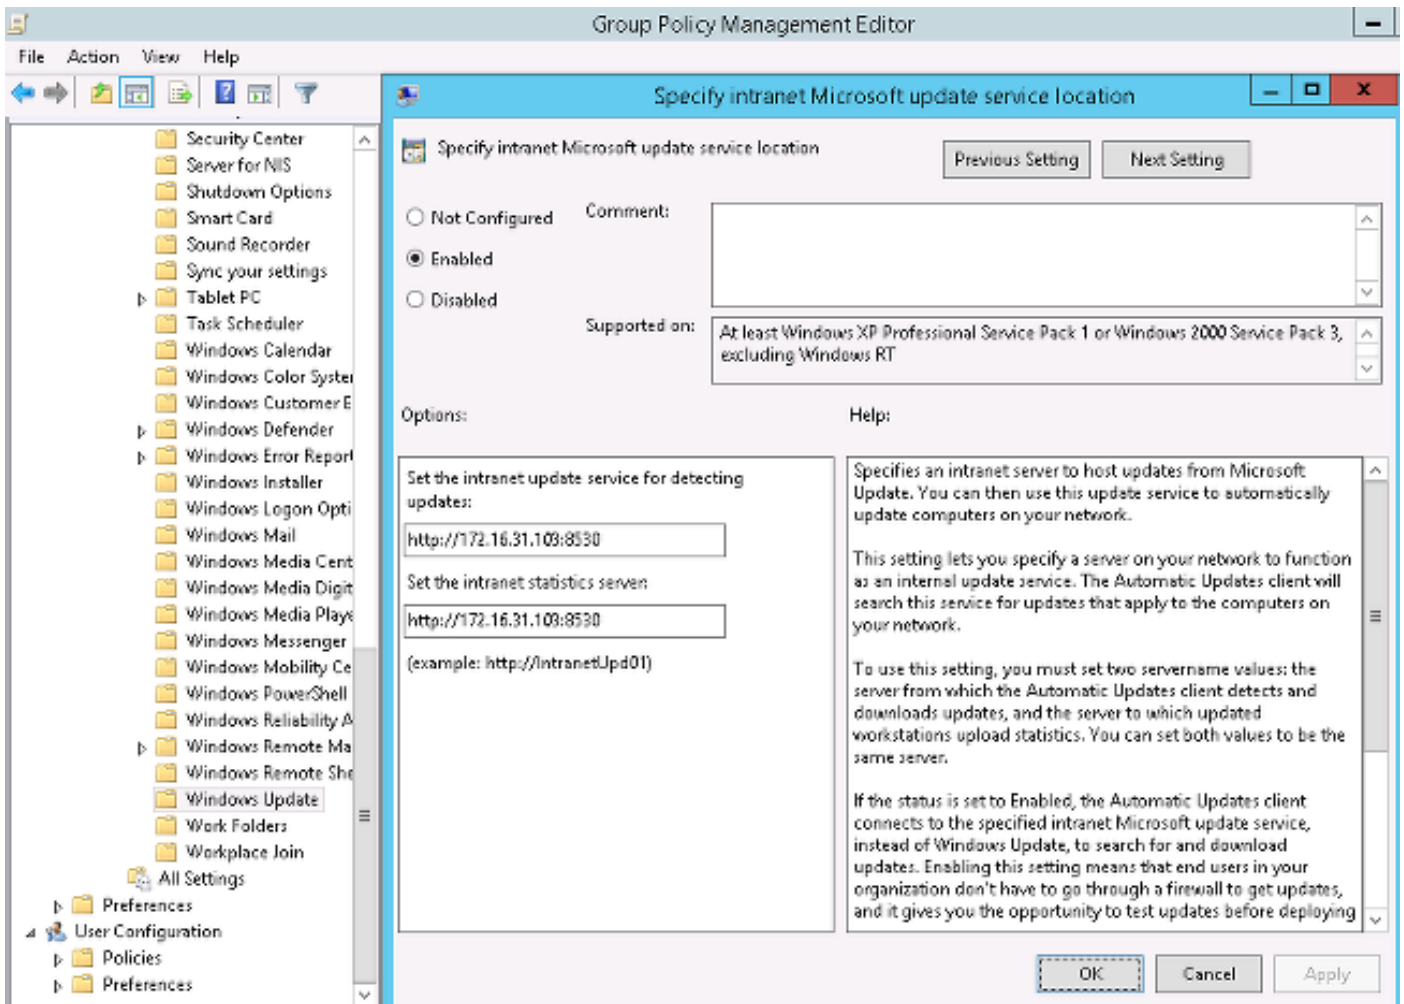 Group Policy Management Editor
File Action View Help
Security Center
Server for NIS
Shutdown Options
Smart Card
Sound Recorder
Sync your settings
Tablet PC
Task Scheduler
Windows Calendar
Windows Color Syster
Windows Customer E
Windows Defender
Windows Error Report
Windows Installer
Windows Logon Opti
Windows Mail
Windows Media Cent
Windows Media Digit
Windows Media Playe
Windows Messenger
Windows Mobility Ce
Windows PowerShell
Windows Reliability A
Windows Remote Ma
Windows Remote She
Windows Update
Work Folders
Workplace Join
All Settings
Preferences
User Configuration
Policies
Preferences
Specify intranet Microsoft update service location
Specify intranet Microsoft update service location
Previous Setting
Next Setting
Not Configured
Enabled
Disabled
Comment:
Supported on:
At least Windows XP Professional Service Pack 1 or Windows 2000 Service Pack 3,
excluding Windows RT
Options:
Help:
Set the intranet update service for detecting
updates:
http://172.16.31.103:8530
Set the intranet statistics server:
http://172.16.31.103:8530
(example: http://IntranetUpd01)
Specifies an intranet server to host updates from Microsoft
Update. You can then use this update service to automatically
update computers on your network.
This setting lets you specify a server on your network to function
as an internal update service. The Automatic Updates client will
search this service for updates that apply to the computers on
your network.
To use this setting, you must set two servername values: the
server from which the Automatic Updates client detects and
downloads updates, and the server to which updated
workstations upload statistics. You can set both values to be the
same server.
If the status is set to Enabled, the Automatic Updates client
connects to the specified intranet Microsoft update service,
instead of Windows Update, to search for and download
updates. Enabling this setting means that end users in your
organization don't have to go through a firewall to get updates,
and it gives you the opportunity to test updates before deploying
OK
Cancel
Apply